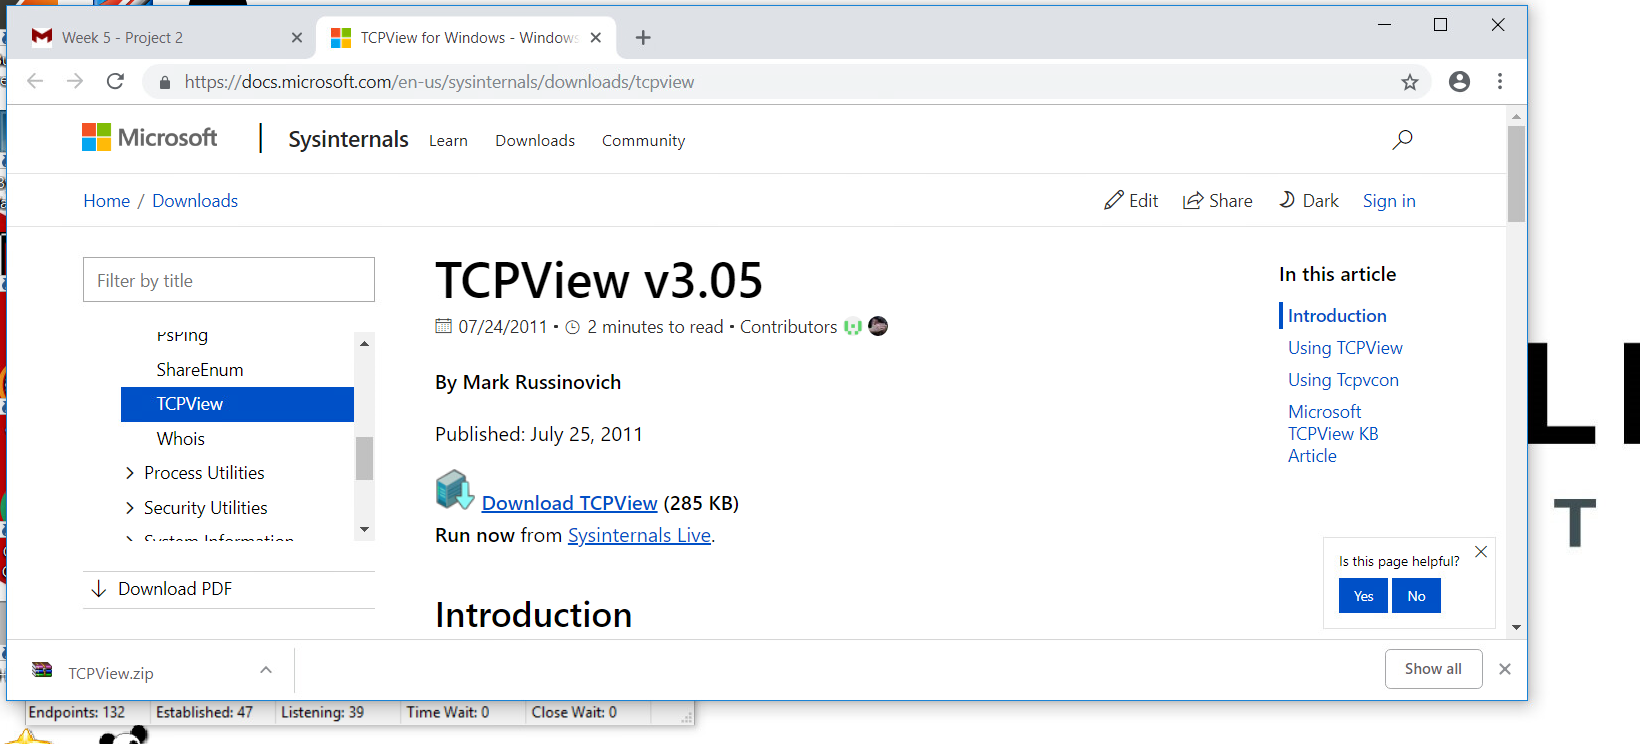 Week 5 - Project 2
TCPView for Windows - Windows
https://docs.microsoft.com/en-us/sysinternals/downloads/tcpview
Microsoft
Sysinternals
Learn
Downloads
Community
Home / Downloads
Edit
Share
Dark
Sign in
Filter by title
PsPing
ShareEnum
TCPView
Whois
Process Utilities
Security Utilities
System Information
Download PDF
TCPView v3.05
07/24/2011 • 2 minutes to read • Contributors
By Mark Russinovich
Published: July 25, 2011
Download TCPView (285 KB)
Run now from Sysinternals Live.
Introduction
In this article
Introduction
Using TCPView
Using Tcpvcon
Microsoft
TCPView KB
Article
Is this page helpful?
Yes
No
TCPView.zip
Show all
Endpoints: 132
Established: 47
Listening: 39
Time Wait: 0
Close Wait: 0
L
T